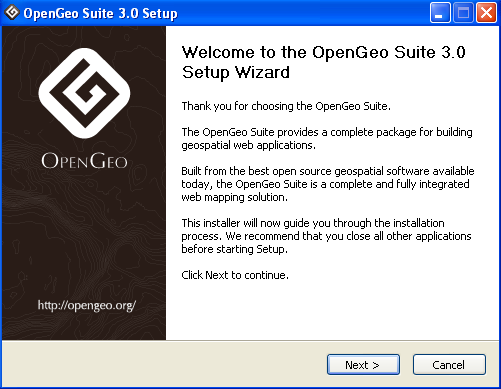 OpenGeo Suite 3.0 Setup
Welcome to the OpenGeo Suite 3.0
Setup Wizard
Thank you for choosing the OpenGeo Suite.
The OpenGeo Suite provides a complete package for building
geospatial web applications.
Built from the best open source geospatial software available
today, the OpenGeo Suite is a complete and fully integrated
web mapping solution.
This installer will now guide you through the installation
process. We recommend that you close all other applications
before starting Setup.
Click Next to continue.
OPENGEO
http://opengeo.org/
Next >
Cancel